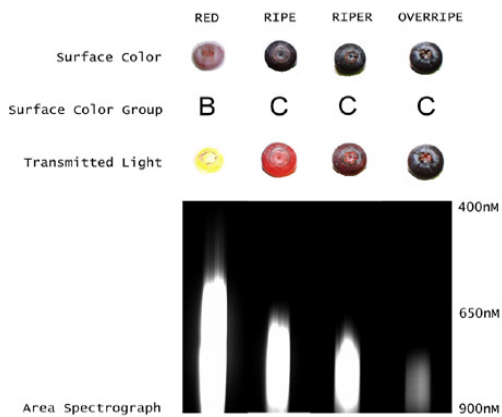 RED RIPE RIPER OVERRIPE
Surface Color
Surface Color Group B C C C
Transmitted Light
400nM
650nM
Area Spectrograph 900nM